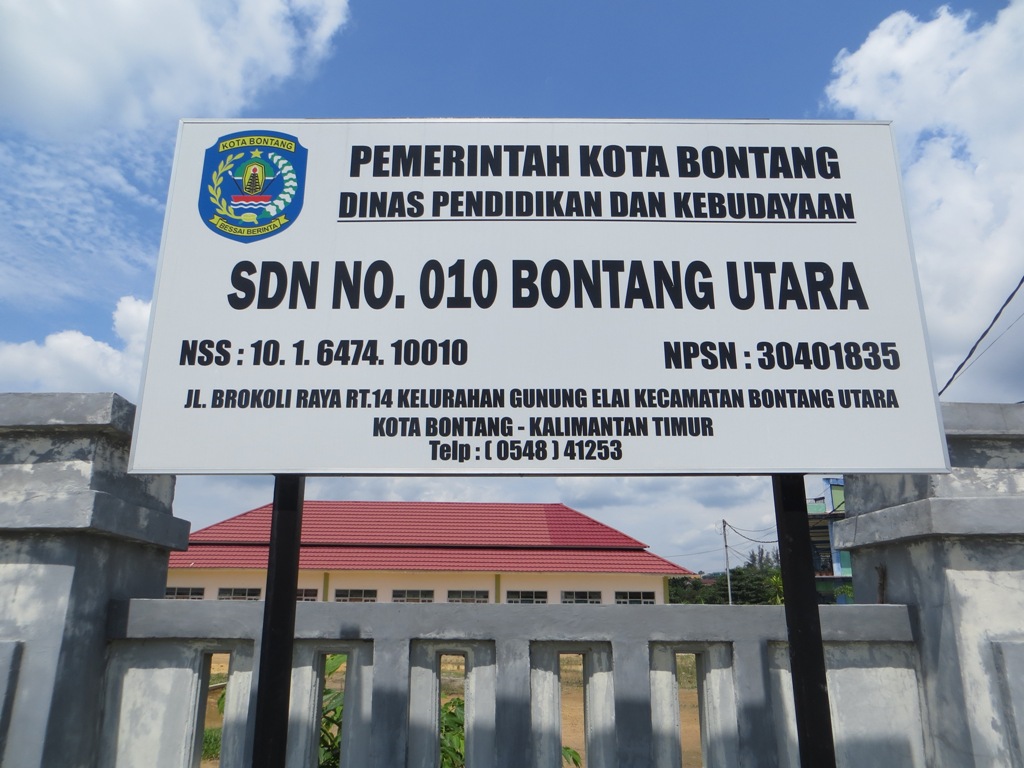 KOTA BONTANG
BESSAI BERINTA
PEMERINTAH KOTA BONTANG
DINAS PENDIDIKAN DAN KEBUDAYAAN
SDN NO. 010 BONTANG UTARA
NSS : 10. 1. 6474. 10010 NPSN : 30401835
JL. BROKOLI RAYA RT.14 KELURAHAN GUNUNG ELAI KECAMATAN BONTANG UTARA
KOTA BONTANG - KALIMANTAN TIMUR
Telp : ( 0548 ) 41253